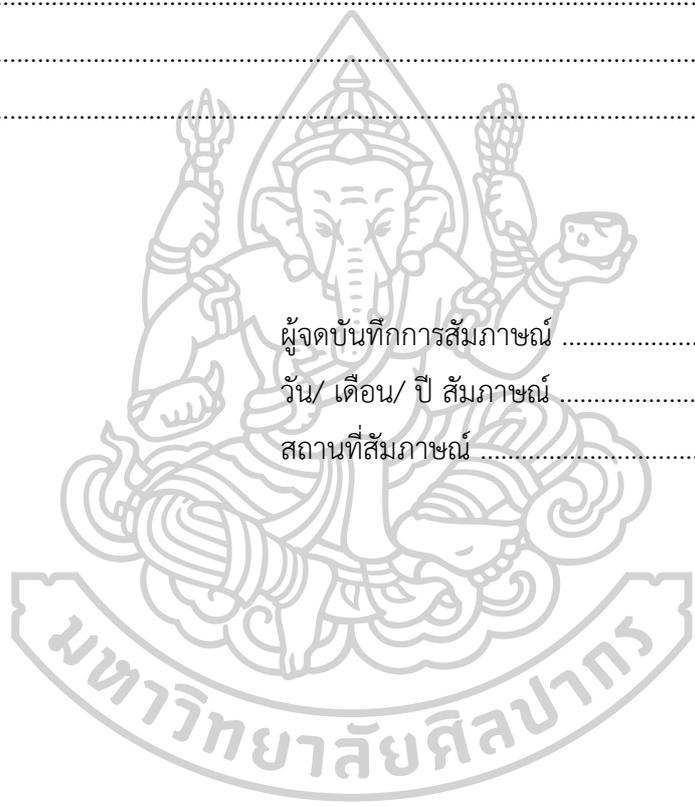 ................................................................................
................................................................................
................................................................................
ผู้จดบันทึกการสัมภาษณ์ ....................
วัน/ เดือน/ ปี สัมภาษณ์ ....................
สถานที่สัมภาษณ์ ................................
มหาวิทยาลัยศิลปากร